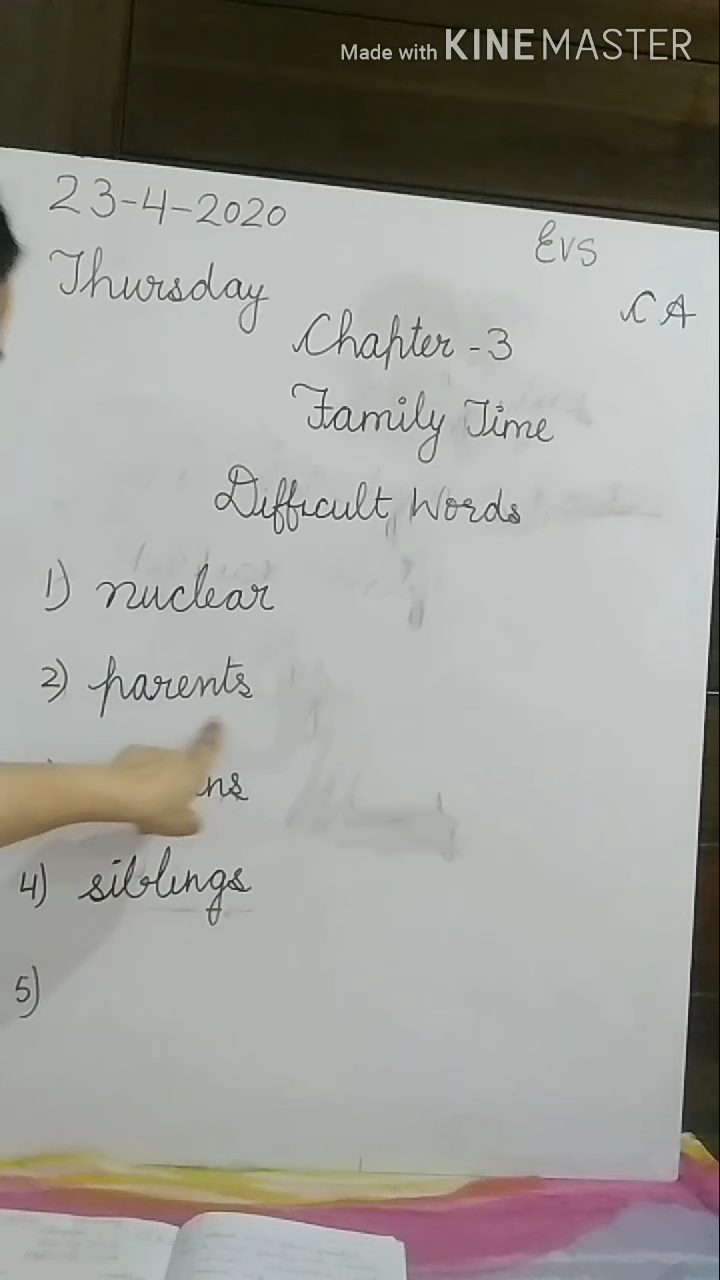 Made with KINEMASTER
23-4-2020
EVS
Thursday
CA
Chapter -3
Family Time
Difficult Words
1) nuclear
2) parents
4) siblings
5)